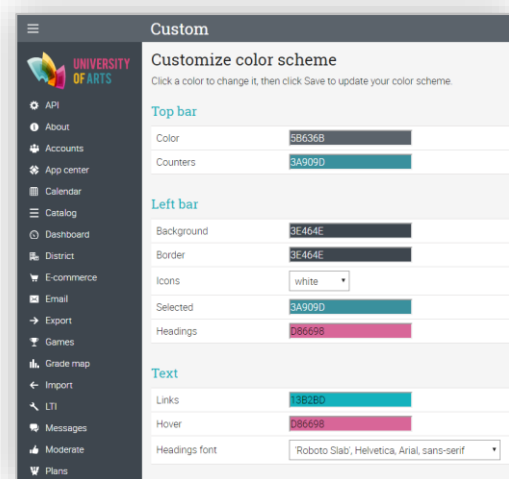 Custom
UNIVERSITY
OF ARTS
API
About
Accounts
App center
Calendar
Catalog
Dashboard
District
E-commerce
Email
Export
Games
Grade map
Import
LTI
Messages
Moderate
Plans
Customize color scheme
Click a color to change it, then click Save to update your color scheme.
Top bar
Color 5B636B
Counters 3A909D
Left bar
Background 3E464E
Border 3E464E
Icons white
Selected 3A909D
Headings D86698
Text
Links 13B2BD
Hover D86698
Headings font 'Roboto Slab', Helvetica, Arial, sans-serif